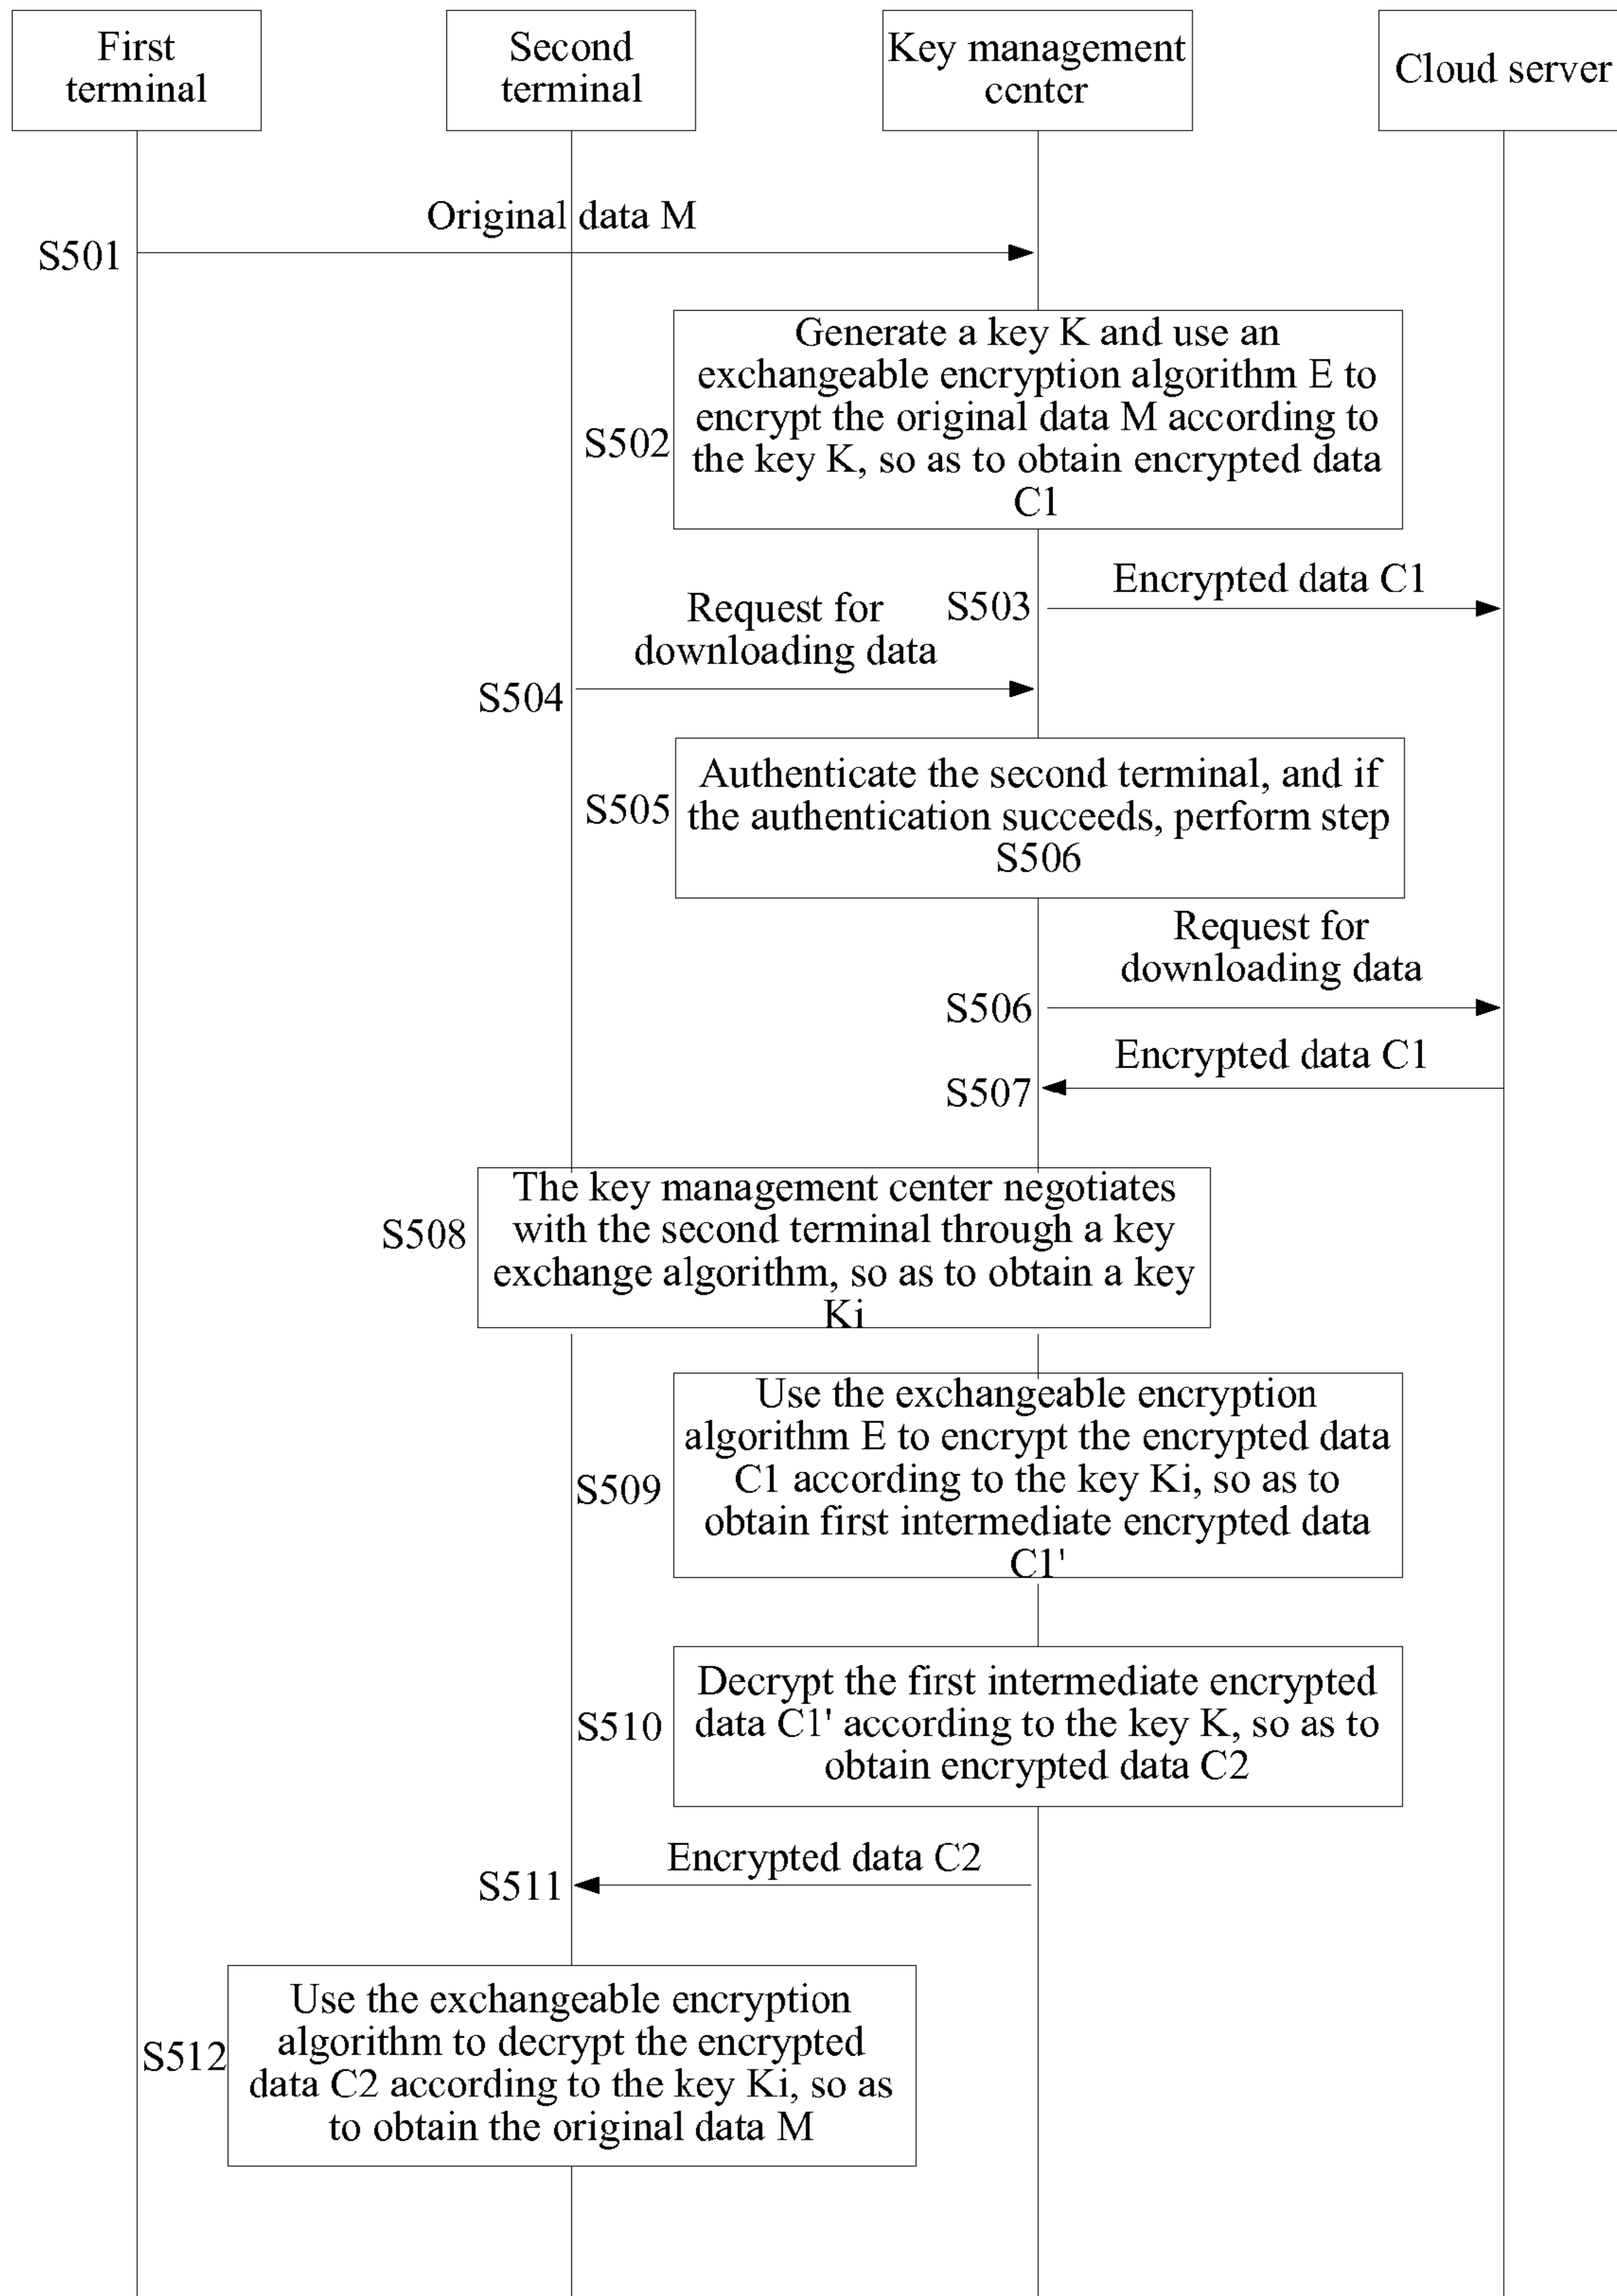 First
terminal
Second
terminal
Key management
center
Cloud server
Original data M
S501
Generate a key K and use an
exchangeable encryption algorithm E to
encrypt the original data M according to
the key K, so as to obtain encrypted data
C1
S502
Encrypted data C1
S503
Request for
downloading data
S504
Authenticate the second terminal, and if
the authentication succeeds, perform step
S506
S505
Request for
downloading data
S506
Encrypted data C1
S507
The key management center negotiates
with the second terminal through a key
exchange algorithm, so as to obtain a key
Ki
S508
Use the exchangeable encryption
algorithm E to encrypt the encrypted data
C1 according to the key Ki, so as to
obtain first intermediate encrypted data
C1'
S509
Decrypt the first intermediate encrypted
data C1' according to the key K, so as to
obtain encrypted data C2
S510
Encrypted data C2
S511
Use the exchangeable encryption
algorithm to decrypt the encrypted
data C2 according to the key Ki, so as
to obtain the original data M
S512